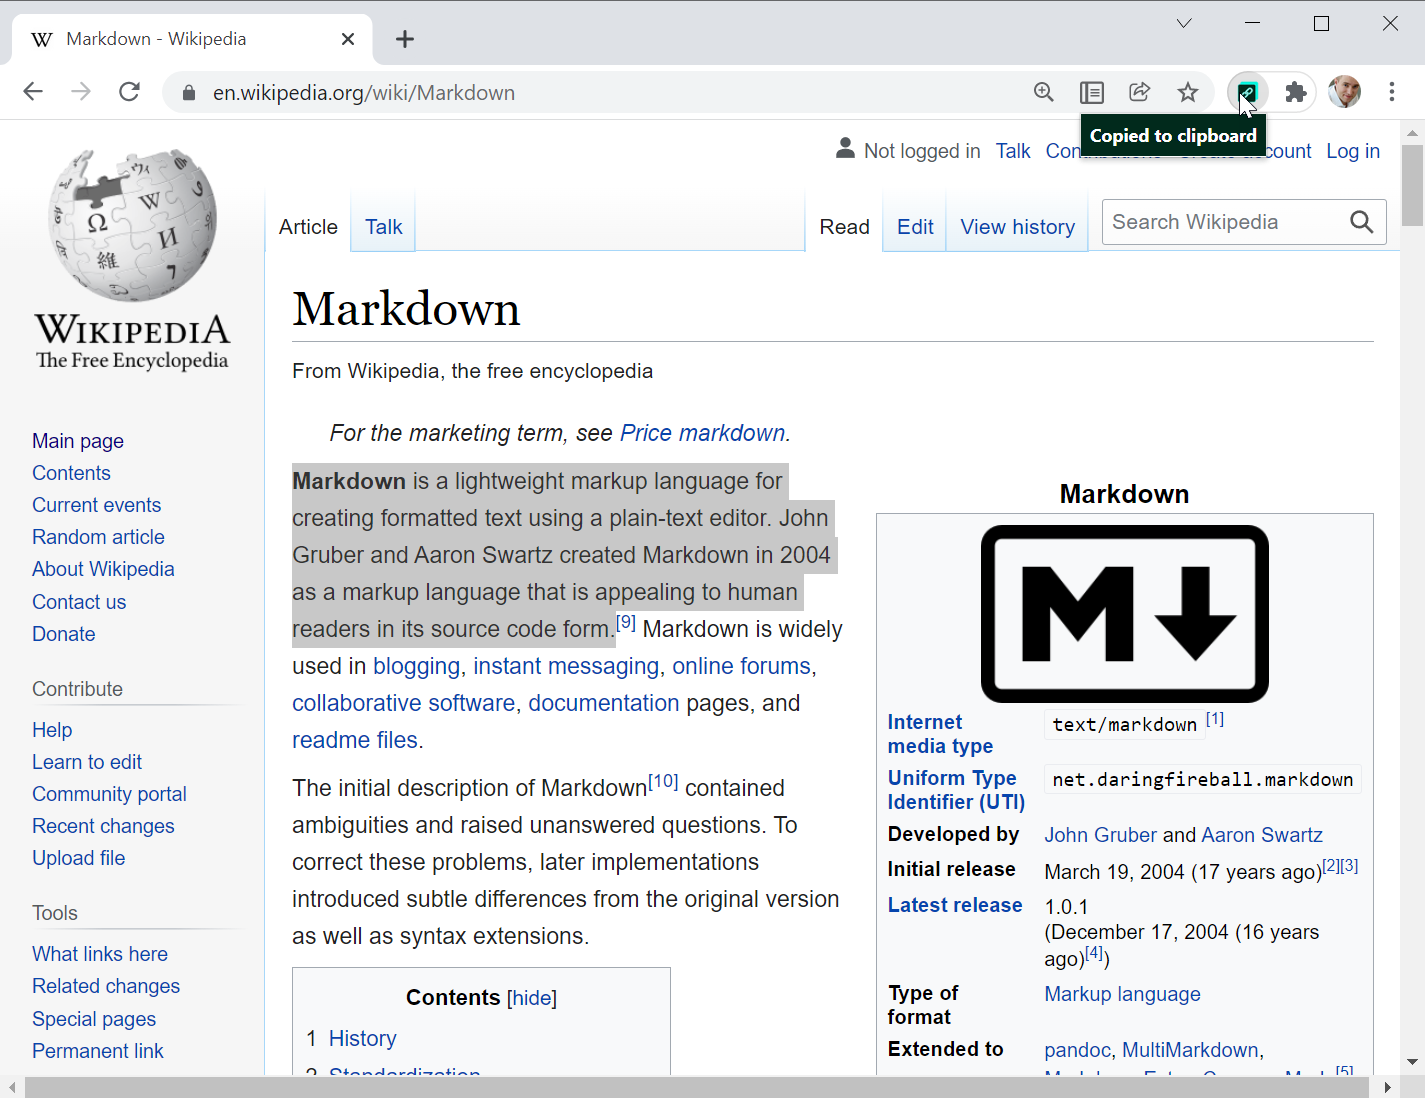 Markdown - Wikipedia
en.wikipedia.org/wiki/Markdown
Copied to clipboard
Not logged in Talk Log in
Article Talk Read Edit View history Search Wikipedia
WIKIPEDIA
The Free Encyclopedia
Main page
Contents
Current events
Random article
About Wikipedia
Contact us
Donate
Contribute
Help
Learn to edit
Community portal
Recent changes
Upload file
Tools
What links here
Related changes
Special pages
Permanent link
Markdown
From Wikipedia, the free encyclopedia
For the marketing term, see Price markdown.
Markdown is a lightweight markup language for
creating formatted text using a plain-text editor. John
Gruber and Aaron Swartz created Markdown in 2004
as a markup language that is appealing to human
readers in its source code form.[9] Markdown is widely
used in blogging, instant messaging, online forums,
collaborative software, documentation pages, and
readme files.
The initial description of Markdown[10] contained
ambiguities and raised unanswered questions. To
correct these problems, later implementations
introduced subtle differences from the original version
as well as syntax extensions.
Contents [hide]
1 History
2 Standardization
Markdown
M
Internet
media type
text/markdown [1]
Uniform Type
Identifier (UTI)
net.daringfireball.markdown
Developed by John Gruber and Aaron Swartz
Initial release March 19, 2004 (17 years ago)[2][3]
Latest release 1.0.1
(December 17, 2004 (16 years
ago)[4])
Type of
format
Markup language
Extended to pandoc, MultiMarkdown,
[5]